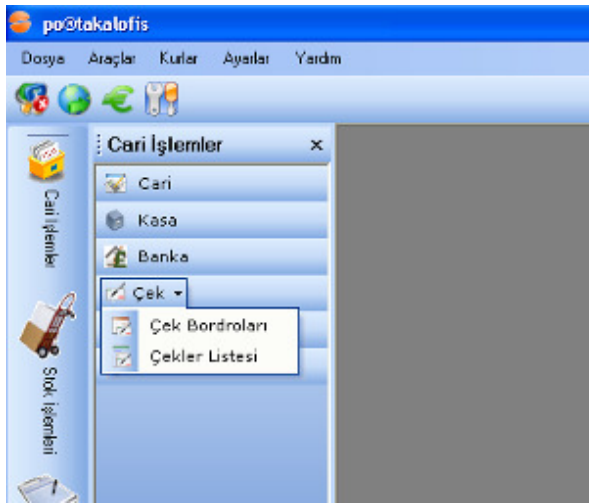 po@takalofis
Dosya Araçlar Kurlar Ayarlar Yardım
Cari İşlemler
Cari
Kasa
Banka
Çek
Çek Bordroları
Çekler Listesi
Cari İşlemler
Stok İşlemleri